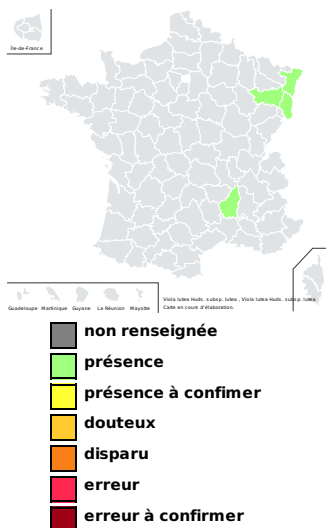 Île-de-France
Guadeloupe Martinique Guyane La Réunion Mayotte
Viola lutea Huds. subsp. lutea , Viola lutea Huds. subsp. lutea
Carte en cours d'élaboration.
non renseignée
présence
présence à confimer
douteux
disparu
erreur
erreur à confirmer